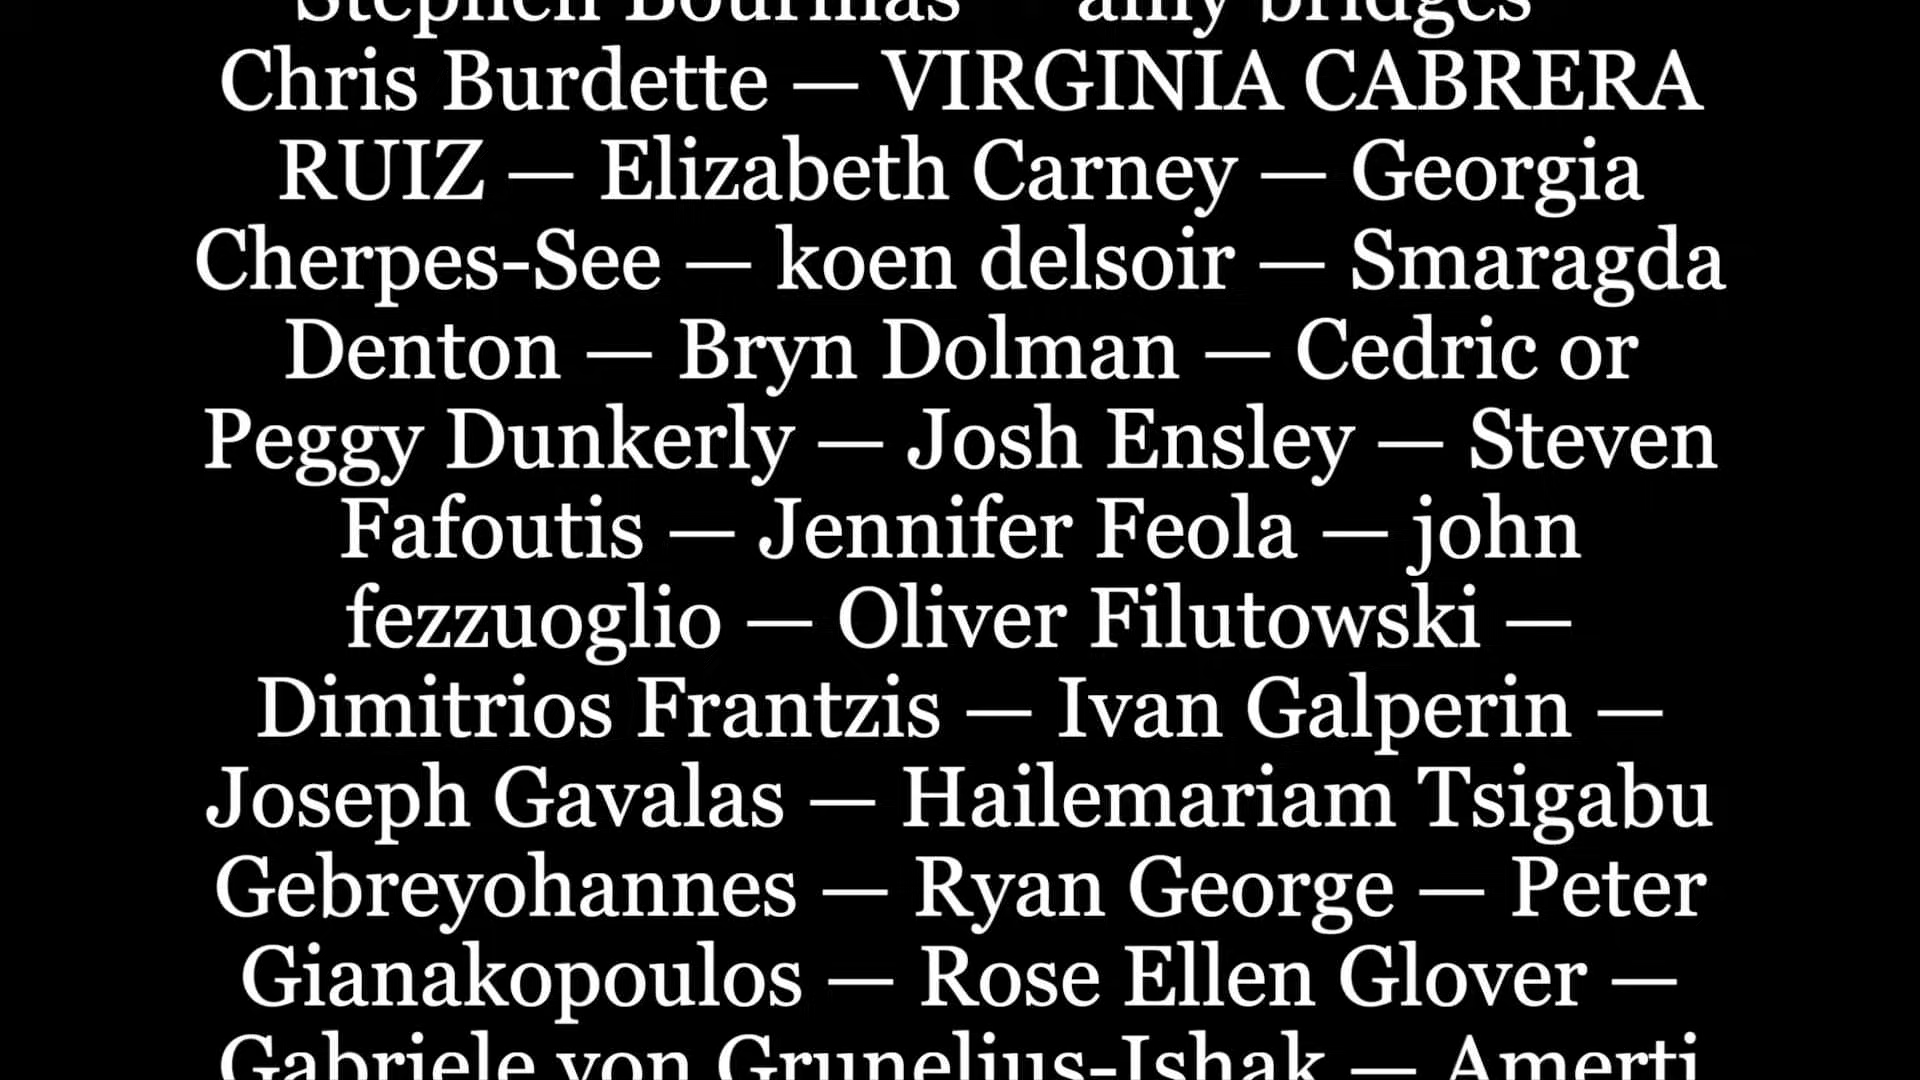 Stephen Bournas — amy bridges
Chris Burdette — VIRGINIA CABRERA
RUIZ — Elizabeth Carney — Georgia
Cherpes-See — koen delsoir — Smaragda
Denton — Bryn Dolman — Cedric or
Peggy Dunkerly — Josh Ensley — Steven
Fafoutis — Jennifer Feola — john
fezzuoglio — Oliver Filutowski —
Dimitrios Frantzis — Ivan Galperin —
Joseph Gavalas — Hailemariam Tsigabu
Gebreyohannes — Ryan George — Peter
Gianakopoulos — Rose Ellen Glover —
Gabriele von Grunelius-Ishak — Amerti